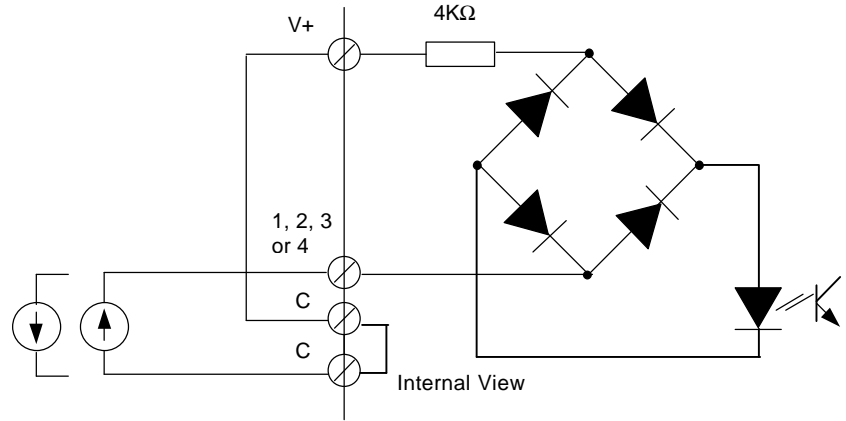 4KΩ
V+
1, 2, 3
or 4
C
C
Internal View